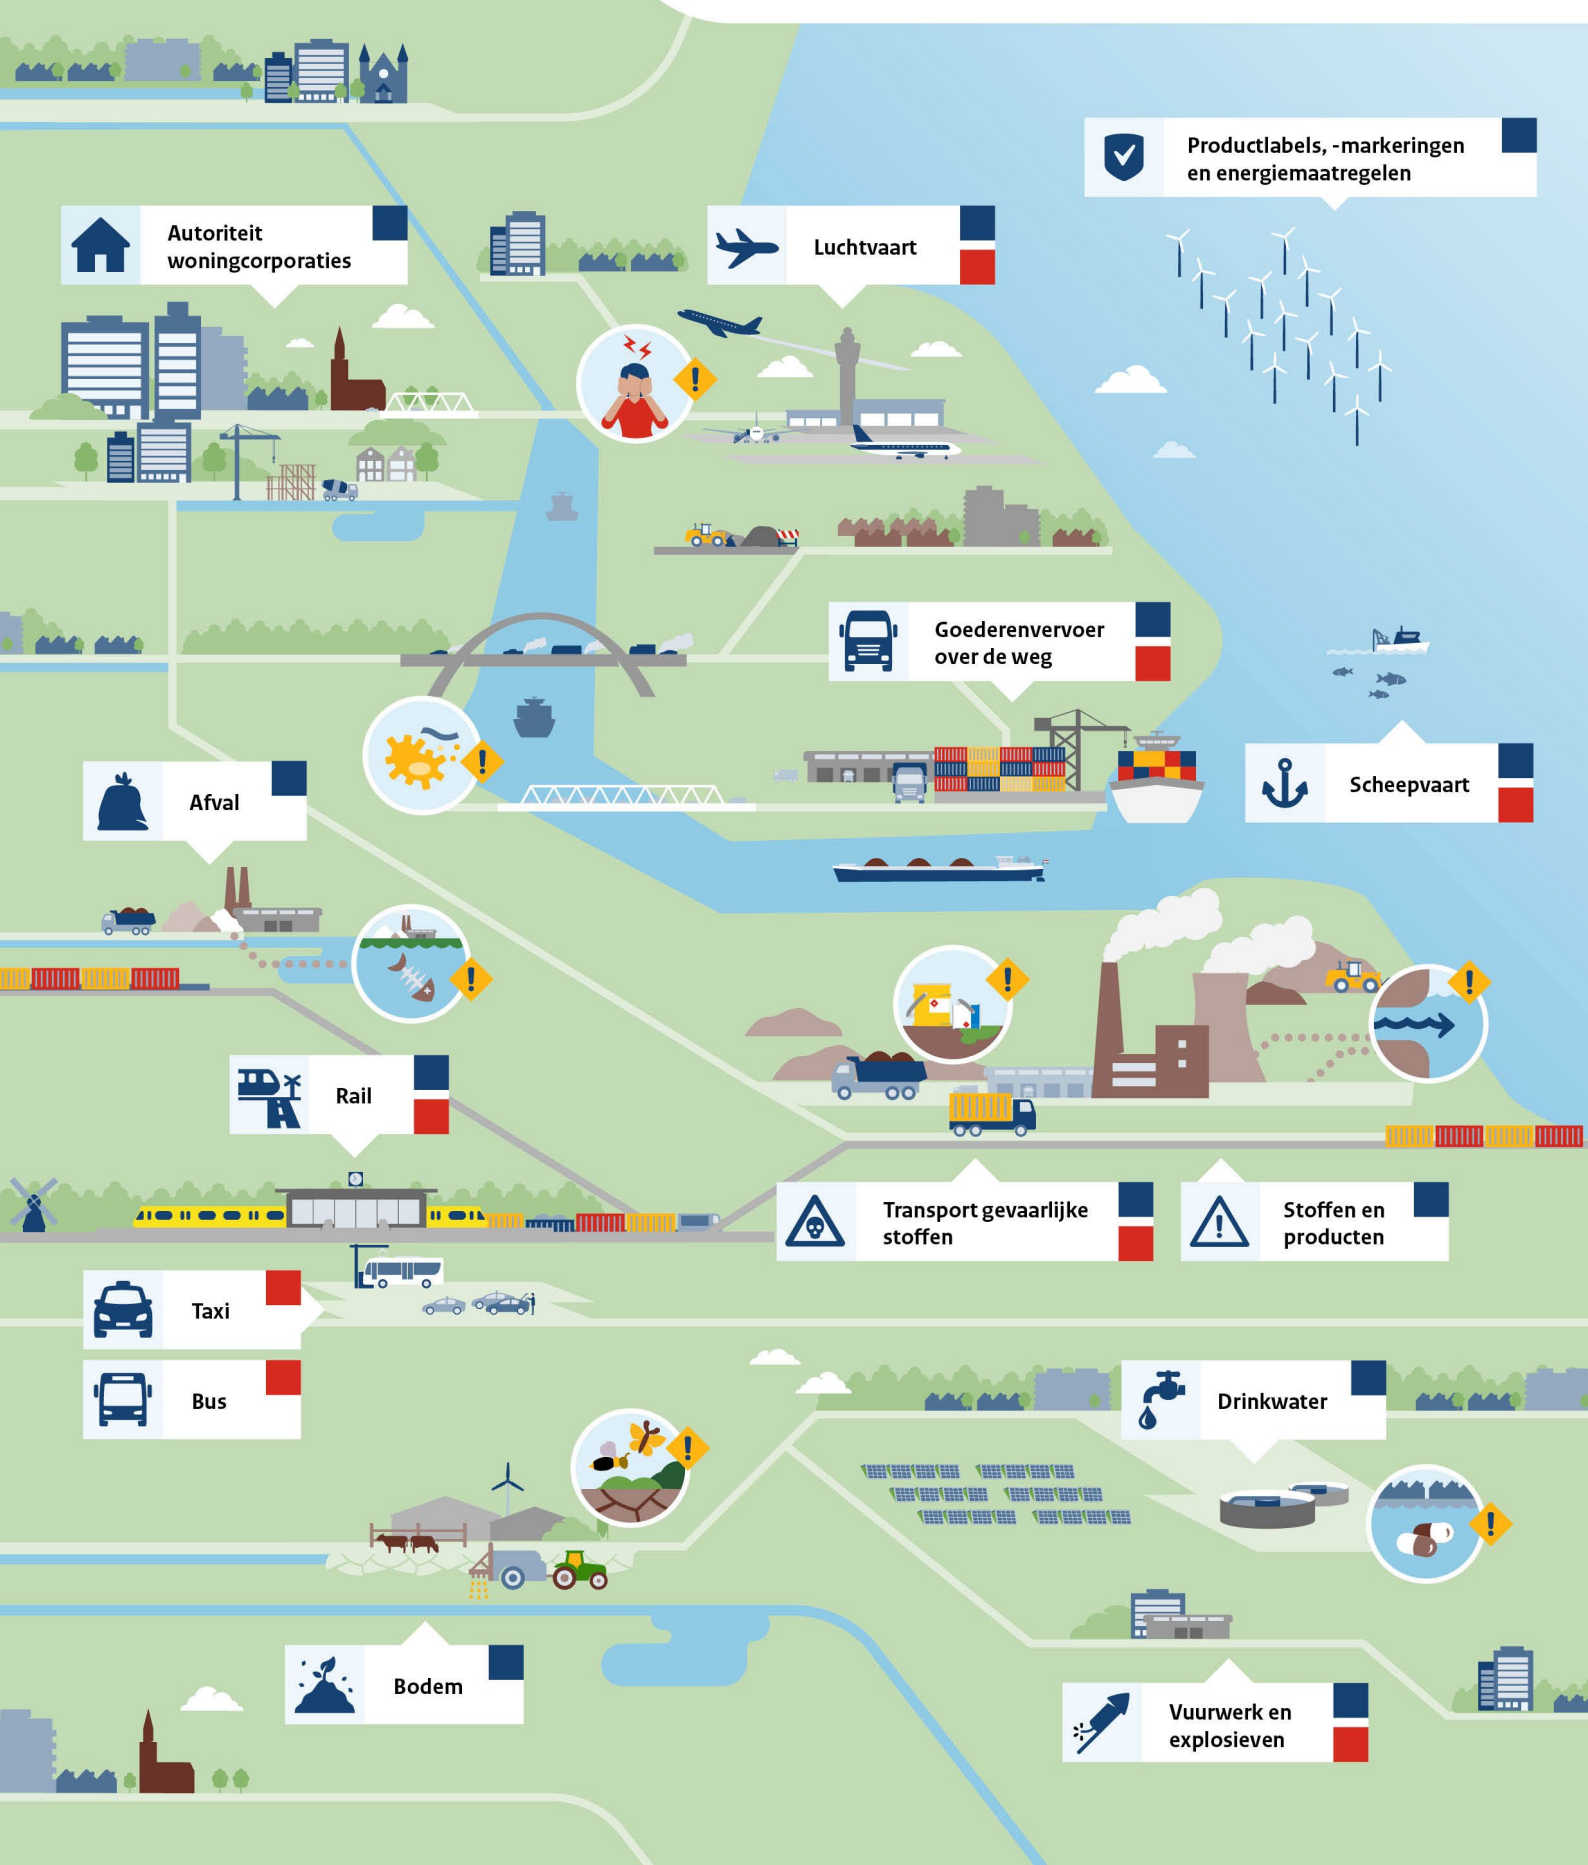 Productlabels, -markeringen
en energiemaatregelen
Autoriteit
woningcorporaties
Luchtvaart
Goederenvervoer
over de weg
Scheepvaart
Afval
Rail
Transport gevaarlijke
stoffen
Stoffen en
producten
Taxi
Bus
Drinkwater
Bodem
Vuurwerk en
explosieven